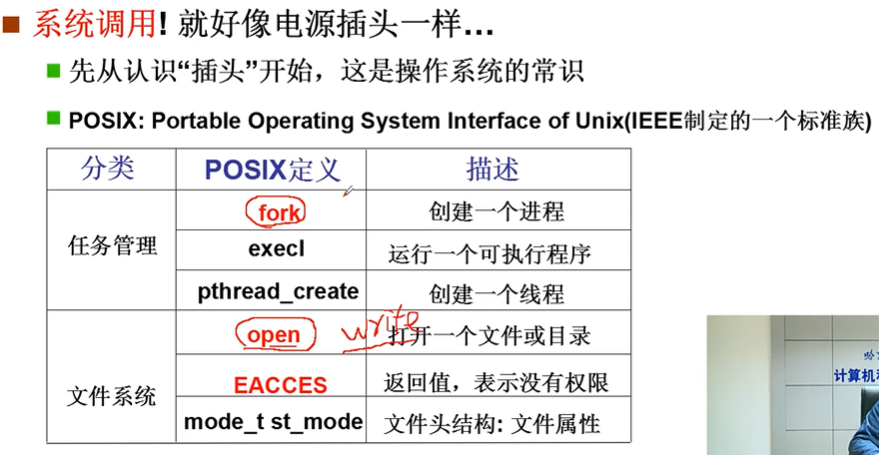 系统调用! 就好像电源插头一样...
先从认识“插头”开始，这是操作系统的常识
POSIX: Portable Operating System Interface of Unix(IEEE制定的一个标准族)
分类 POSIX定义 描述
任务管理
fork 创建一个进程
execl 运行一个可执行程序
pthread_create 创建一个线程
文件系统
open write 打开一个文件或目录
EACCES 返回值，表示没有权限
mode_t st_mode 文件头结构: 文件属性
计算机